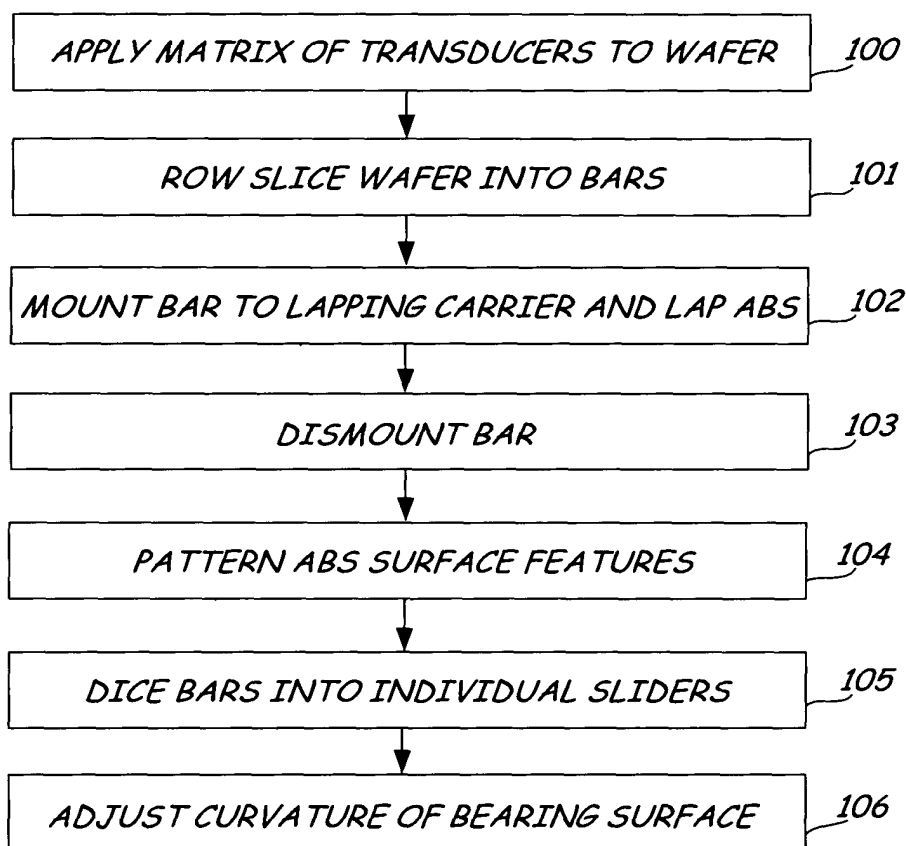 APPLY MATRIX OF TRANSDUCERS TO WAFER 100
ROW SLICE WAFER INTO BARS 101
MOUNT BAR TO LAPPING CARRIER AND LAP ABS 102
DISMOUNT BAR 103
PATTERN ABS SURFACE FEATURES 104
DICE BARS INTO INDIVIDUAL SLIDERS 105
ADJUST CURVATURE OF BEARING SURFACE 106